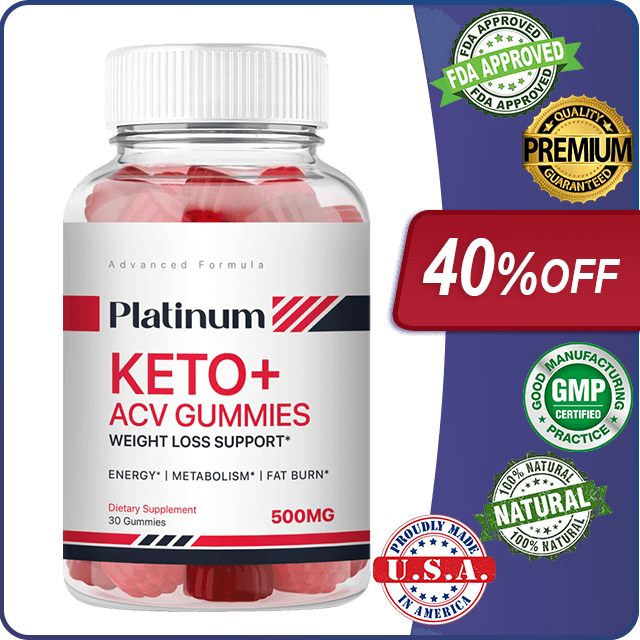 Advanced Formula
Platinum
KETO+
ACV GUMMIES
WEIGHT LOSS SUPPORT*
ENERGY* | METABOLISM* | FAT BURN*
Dietary Supplement
30 Gummies
500MG
FDA APPROVED
FDA APPROVED
FDA APPROVED
QUALITY
PREMIUM
GUARANTEED
40%OFF
GOOD MANUFACTURING
GMP
CERTIFIED
PRACTICE
100% NATURAL
NATURAL
100% NATURAL
PROUDLY MADE
U.S.A.
IN AMERICA